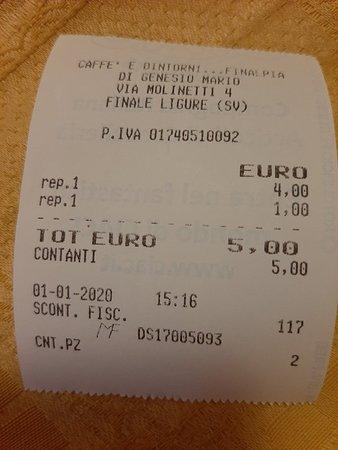 CAFFE' E DINTORNI...FINALPIA
DI GENESIO MARIO
VIA MOLINETTI 4
FINALE LIGURE (SV)
P.IVA 01740510092
EURO
rep.1 4,00
rep.1 1,00
TOT EURO 5,00
CONTANTI 5,00
01-01-2020 15:16
SCONT. FISC. 117
MF DS17005093
CNT.PZ 2